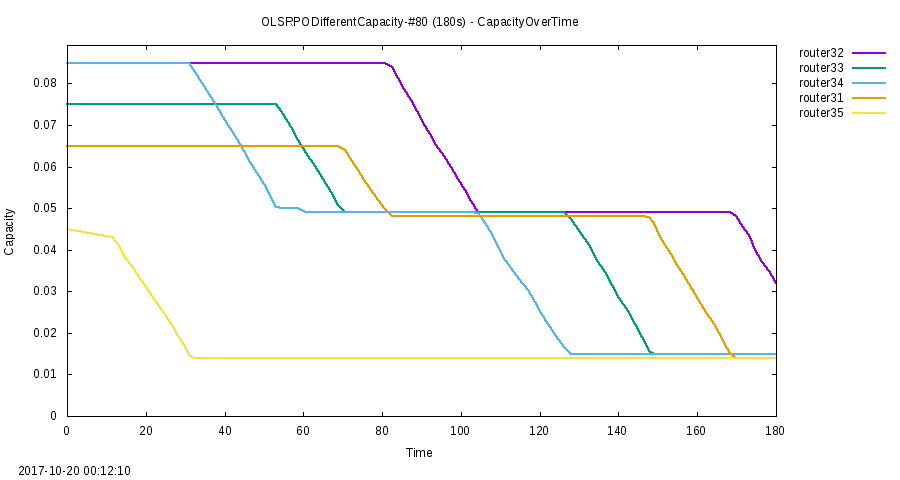 OLSRPODifferentCapacity-#80 (180s) - CapacityOverTime
router32
router33
router34
router31
router35
0.08
0.07
0.06
0.05
0.04
0.03
0.02
0.01
0
Capacity
0 20 40 60 80 100 120 140 160 180
Time
2017-10-20 00:12:10